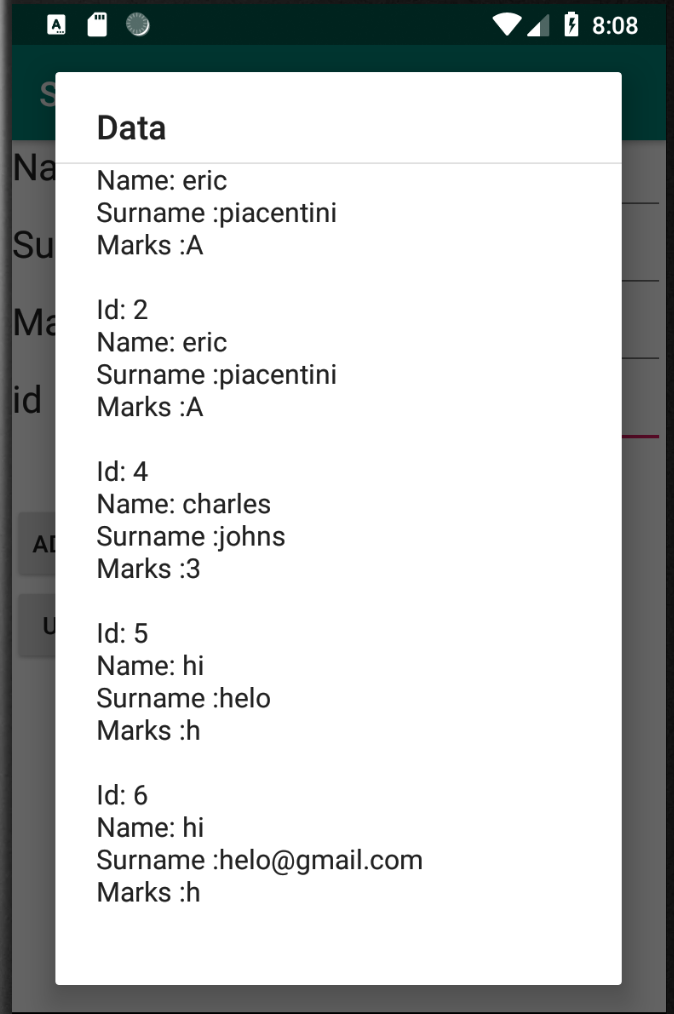 8:08
S
Data
Na
Name: eric
Surname :piacentini
Su
Marks :A
Id: 2
Ma
Name: eric
Surname :piacentini
id
Marks :A
Id: 4
Name: charles
AD
Surname :johns
Marks :3
U
Id: 5
Name: hi
Surname :helo
Marks :h
Id: 6
Name: hi
Surname :helo@gmail.com
Marks :h